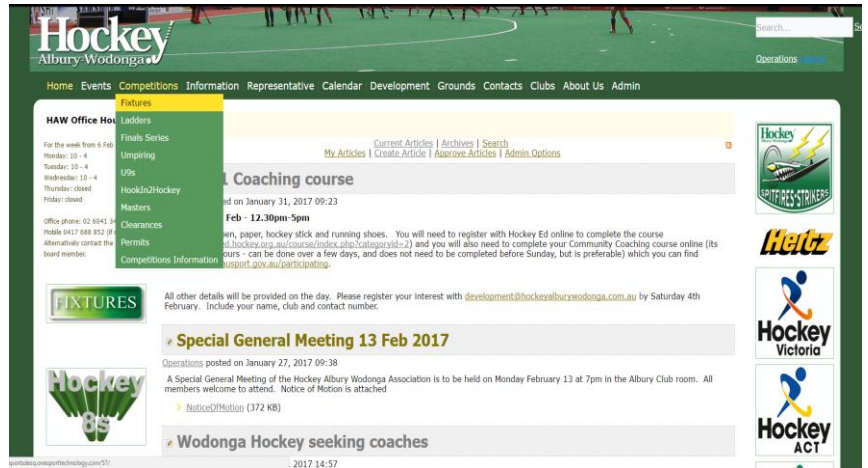 Hockey
Albury-Wodonga
Search...
Operations
Home Events Competitions Information Representative Calendar Development Grounds Contacts Clubs About Us Admin
Fixtures
Ladders
Finals Series
Umpiring
U9s
HookIn2Hockey
Masters
Clearances
Permits
Competitions Information
HAW Office Hou
For the week from 6 Feb
Monday: 10 - 4
Tuesday: 10 - 4
Wednesday: 10 - 4
Thursday: closed
Friday: closed
Office phone: 02 6041 34
Mobile 0417 688 852 (if
Alternatively contact the
board member.
FIXTURES
Hockey
8s
Current Articles | Archives | Search
My Articles | Create Article | Approve Articles | Admin Options
1 Coaching course
ed on January 31, 2017 09:23
Feb - 12.30pm-5pm
en, paper, hockey stick and running shoes. You will need to register with Hockey Ed online to complete the course
ed.hockey.org.au/course/index.php?categoryid=2) and you will also need to complete your Community Coaching course online (its
ours - can be done over a few days, and does not need to be completed before Sunday, but is preferable) which you can find
ausport.gov.au/participating.
All other details will be provided on the day. Please register your interest with development@hockeyalburywodonga.com.au by Saturday 4th
February. Include your name, club and contact number.
Special General Meeting 13 Feb 2017
Operations posted on January 27, 2017 09:38
A Special General Meeting of the Hockey Albury Wodonga Association is to be held on Monday February 13 at 7pm in the Albury Club room. All
members welcome to attend. Notice of Motion is attached
NoticeOfMotion (372 KB)
Wodonga Hockey seeking coaches
2017 14:57
Hockey
SPITFIRES-STRIKERS
Hertz
Hockey
Victoria
Hockey
ACT
sportsdesq.onesporttechnology.com/57/